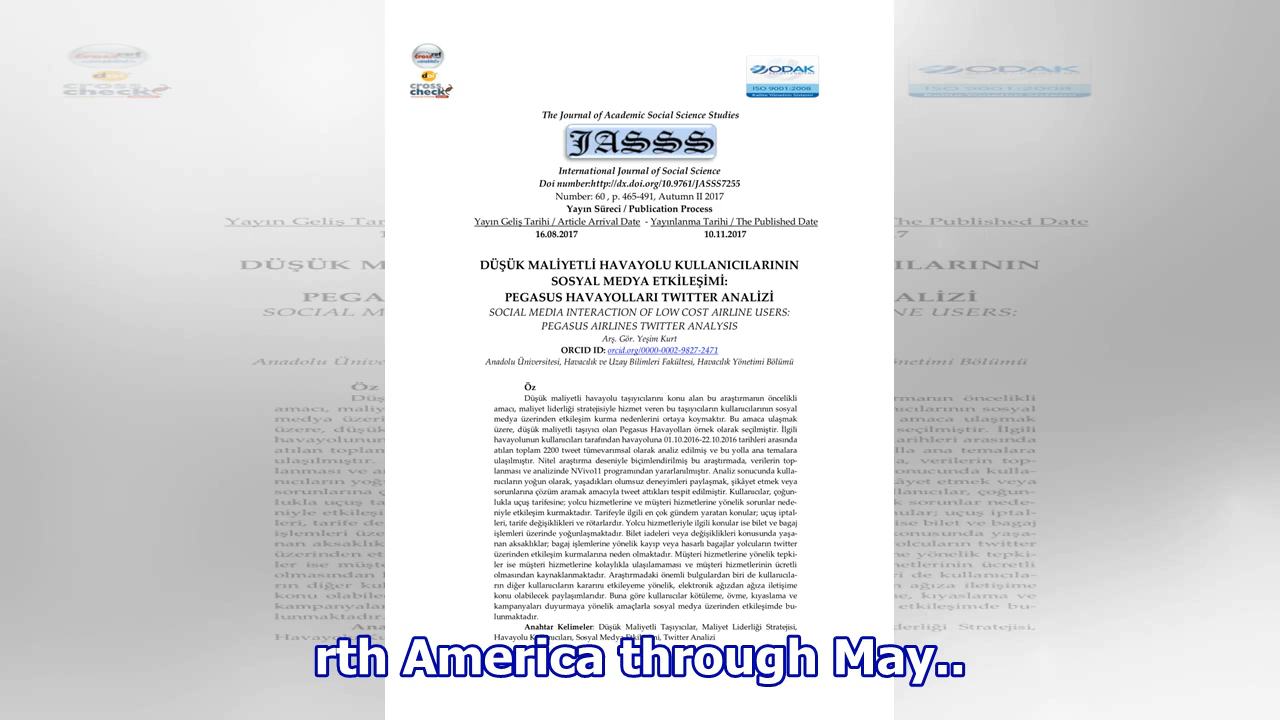 crossref
cross check
ODAK
ISO 9001:2008
The Journal of Academic Social Science Studies
JASSS
International Journal of Social Science
Doi number:http://dx.doi.org/10.9761/JASSS7255
Number: 60 , p. 465-491, Autumn II 2017
Yayın Süreci / Publication Process
Yayın Geliş Tarihi / Article Arrival Date - Yayınlanma Tarihi / The Published Date
16.08.2017 10.11.2017
DÜŞÜK MALİYETLİ HAVAYOLU KULLANICILARININ
SOSYAL MEDYA ETKİLEŞİMİ:
PEGASUS HAVAYOLLARI TWITTER ANALİZİ
SOCIAL MEDIA INTERACTION OF LOW COST AIRLINE USERS:
PEGASUS AIRLINES TWITTER ANALYSIS
Arş. Gör. Yeşim Kurt
ORCID ID: orcid.org/0000-0002-9827-2471
Anadolu Üniversitesi, Havacılık ve Uzay Bilimleri Fakültesi, Havacılık Yönetimi Bölümü
Öz
Düşük maliyetli havayolu taşıyıcılarını konu alan bu araştırmanın öncelikli
amacı, maliyet liderliği stratejisiyle hizmet veren bu taşıyıcıların kullanıcılarının sosyal
medya üzerinden etkileşim kurma nedenlerini ortaya koymaktır. Bu amaca ulaşmak
üzere, düşük maliyetli taşıyıcı olan Pegasus Havayolları örnek olarak seçilmiştir. İlgili
havayolunun kullanıcıları tarafından havayoluna 01.10.2016-22.10.2016 tarihleri arasında
atılan toplam 2200 tweet tümevarımsal olarak analiz edilmiş ve bu yolla ana temalara
ulaşılmıştır. Nitel araştırma deseniyle biçimlendirilmiş bu araştırmada, verilerin top-
lanması ve analizinde NVivo11 programından yararlanılmıştır. Analiz sonucunda kulla-
nıcıların yoğun olarak, yaşadıkları olumsuz deneyimleri paylaşmak, şikâyet etmek veya
sorunlarına çözüm aramak amacıyla tweet attıkları tespit edilmiştir. Kullanıcılar, çoğun-
lukla uçuş tarifesine; yolcu hizmetlerine ve müşteri hizmetlerine yönelik sorunlar nede-
niyle etkileşim kurmaktadır. Tarifeyle ilgili en çok gündem yaratan konular; uçuş iptal-
leri, tarife değişiklikleri ve rötarlardır. Yolcu hizmetleriyle ilgili konular ise bilet ve bagaj
işlemleri üzerinde yoğunlaşmaktadır. Bilet iadeleri veya değişiklikleri konusunda yaşa-
nan aksaklıklar; bagaj işlemlerine yönelik kayıp veya hasarlı bagajlar yolcuların twitter
üzerinden etkileşim kurmalarına neden olmaktadır. Müşteri hizmetlerine yönelik tepki-
ler ise müşteri hizmetlerine kolaylıkla ulaşılamaması ve müşteri hizmetlerinin ücretli
olmasından kaynaklanmaktadır. Araştırmadaki önemli bulgulardan biri de kullanıcıla-
rın diğer kullanıcıların kararını etkileyeme yönelik, elektronik ağızdan ağıza iletişime
konu olabilecek paylaşımlarıdır. Buna göre kullanıcılar kötüleme, övme, kıyaslama ve
kampanyaları duyurmaya yönelik amaçlarla sosyal medya üzerinden etkileşimde bu-
lunmaktadır.
Anahtar Kelimeler: Düşük Maliyetli Taşıyıcılar, Maliyet Liderliği Stratejisi,
Havayolu Sosyal Medya Twitter Analizi
rth America through May..